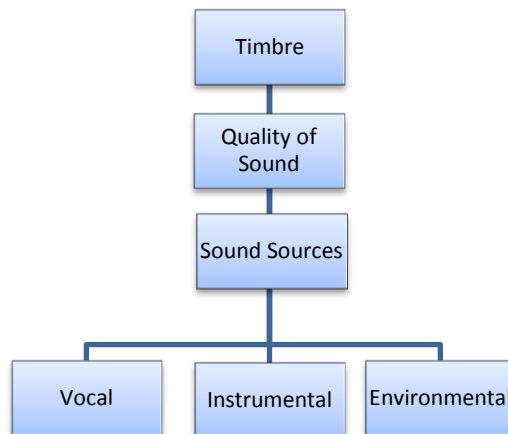 Timbre
Quality of
Sound
Sound Sources
Vocal
Instrumental
Environmental